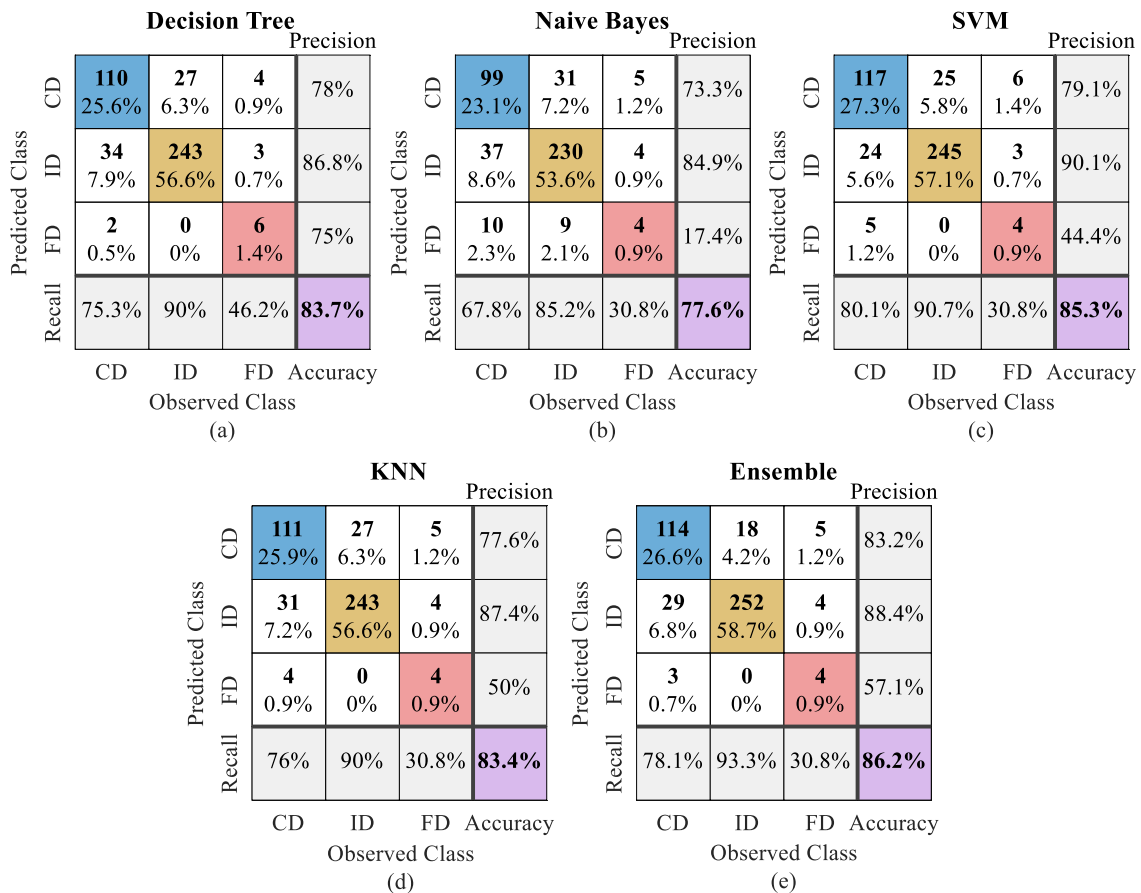 Decision Tree
Precision
CD
110 27 4
25.6% 6.3% 0.9%
78%
ID
34 243 3
7.9% 56.6% 0.7%
86.8%
FD
2 0 6
0.5% 0% 1.4%
75%
Predicted Class
Recall
75.3% 90% 46.2% 83.7%
CD ID FD Accuracy
Observed Class
(a)
Naive Bayes
Precision
CD
99 31 5
23.1% 7.2% 1.2%
73.3%
ID
37 230 4
8.6% 53.6% 0.9%
84.9%
FD
10 9 4
2.3% 2.1% 0.9%
17.4%
Predicted Class
Recall
67.8% 85.2% 30.8% 77.6%
CD ID FD Accuracy
Observed Class
(b)
SVM
Precision
CD
117 25 6
27.3% 5.8% 1.4%
79.1%
ID
24 245 3
5.6% 57.1% 0.7%
90.1%
FD
5 0 4
1.2% 0% 0.9%
44.4%
Predicted Class
Recall
80.1% 90.7% 30.8% 85.3%
CD ID FD Accuracy
Observed Class
(c)
KNN
Precision
CD
111 27 5
25.9% 6.3% 1.2%
77.6%
ID
31 243 4
7.2% 56.6% 0.9%
87.4%
FD
4 0 4
0.9% 0% 0.9%
50%
Predicted Class
Recall
76% 90% 30.8% 83.4%
CD ID FD Accuracy
Observed Class
(d)
Ensemble
Precision
CD
114 18 5
26.6% 4.2% 1.2%
83.2%
ID
29 252 4
6.8% 58.7% 0.9%
88.4%
FD
3 0 4
0.7% 0% 0.9%
57.1%
Predicted Class
Recall
78.1% 93.3% 30.8% 86.2%
CD ID FD Accuracy
Observed Class
(e)